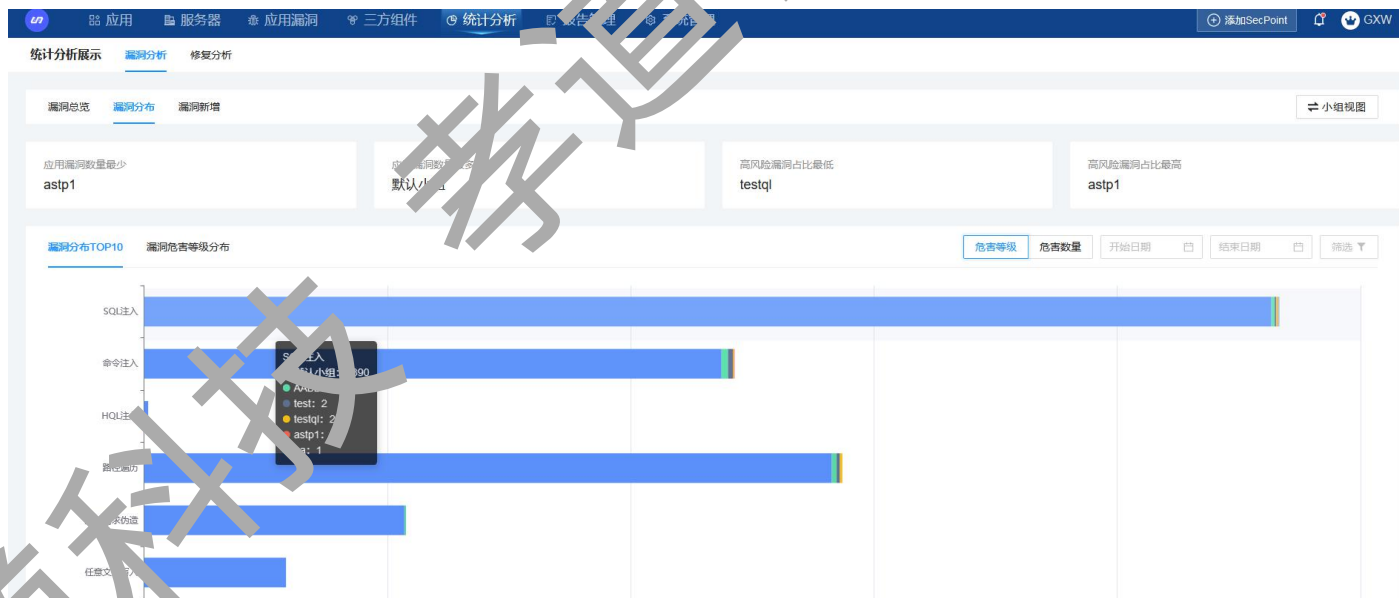 应用 服务器 应用漏洞 三方组件 统计分析 添加SecPoint GXW
统计分析展示 漏洞分析 修复分析
漏洞总览 漏洞分布 漏洞新增 小组视图
应用漏洞数量最少 高风险漏洞占比最低 高风险漏洞占比最高
astp1 testql astp1
漏洞分布TOP10 漏洞危害等级分布 危害等级 危害数量 开始日期 结束日期 筛选
SQL注入
命令注入
test: 2
testql: 2
astp1:
路径遍历
孝道
科技